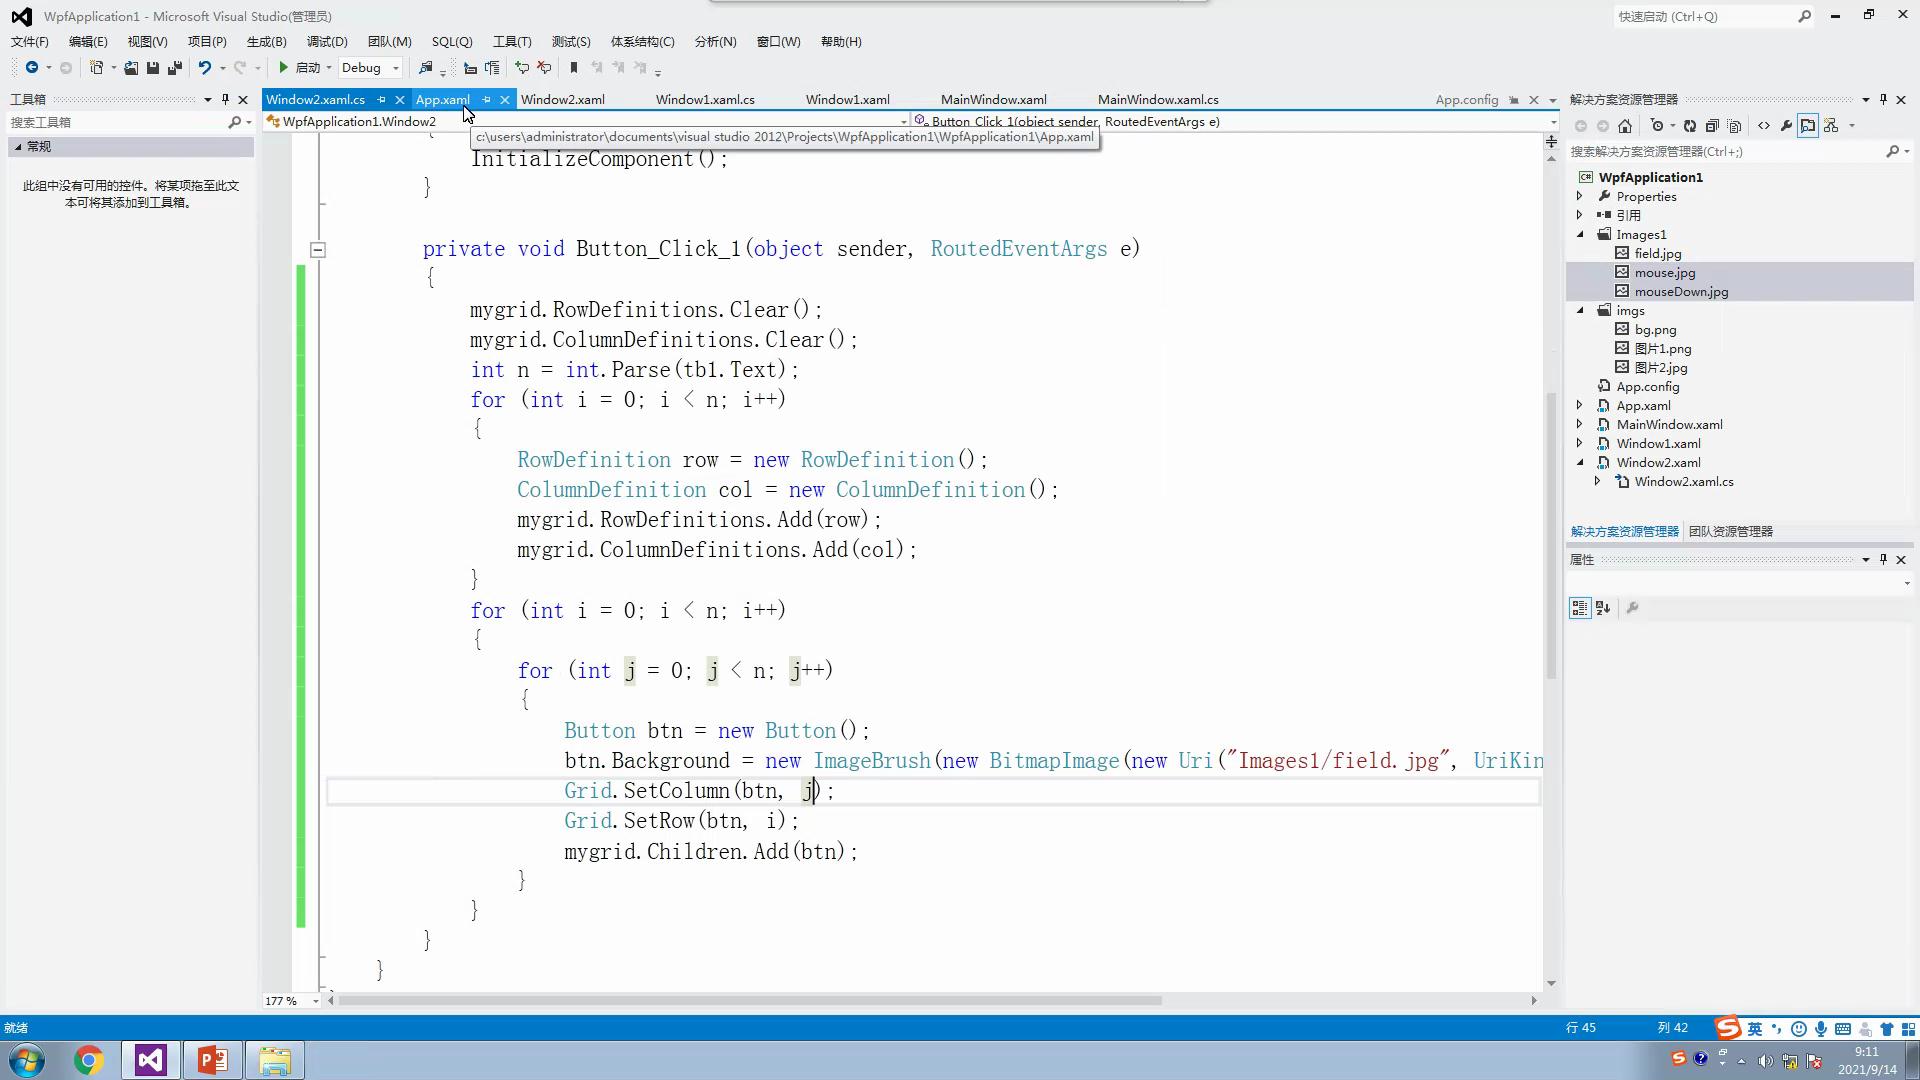 WpfApplication1 - Microsoft Visual Studio(管理员)
快速启动 (Ctrl+Q)
文件(F) 编辑(E) 视图(V) 项目(P) 生成(B) 调试(D) 团队(M) SQL(Q) 工具(T) 测试(S) 体系结构(C) 分析(N) 窗口(W) 帮助(H)
启动 Debug
工具箱
Window2.xaml.cs App.xaml Window2.xaml Window1.xaml.cs Window1.xaml MainWindow.xaml MainWindow.xaml.cs App.config
解决方案资源管理器
搜索工具箱
WpfApplication1.Window2
Button_Click_1(object sender, RoutedEventArgs e)
c:\users\administrator\documents\visual studio 2012\Projects\WpfApplication1\WpfApplication1\App.xaml
常规
此组中没有可用的控件。将某项拖至此文
本可将其添加到工具箱。
{
InitializeComponent();
}
private void Button_Click_1(object sender, RoutedEventArgs e)
{
mygrid.RowDefinitions.Clear();
mygrid.ColumnDefinitions.Clear();
int n = int.Parse(tb1.Text);
for (int i = 0; i < n; i++)
{
RowDefinition row = new RowDefinition();
ColumnDefinition col = new ColumnDefinition();
mygrid.RowDefinitions.Add(row);
mygrid.ColumnDefinitions.Add(col);
}
for (int i = 0; i < n; i++)
{
for (int j = 0; j < n; j++)
{
Button btn = new Button();
btn.Background = new ImageBrush(new BitmapImage(new Uri("Images1/field.jpg", UriKin
Grid.SetColumn(btn, j);
Grid.SetRow(btn, i);
mygrid.Children.Add(btn);
}
}
}
}
177 %
搜索解决方案资源管理器(Ctrl+;)
C# WpfApplication1
Properties
引用
Images1
field.jpg
mouse.jpg
mouseDown.jpg
imgs
bg.png
图片1.png
图片2.jpg
App.config
App.xaml
MainWindow.xaml
Window1.xaml
Window2.xaml
Window2.xaml.cs
解决方案资源管理器 团队资源管理器
属性
就绪
行 45 列 42
英
9:11
2021/9/14